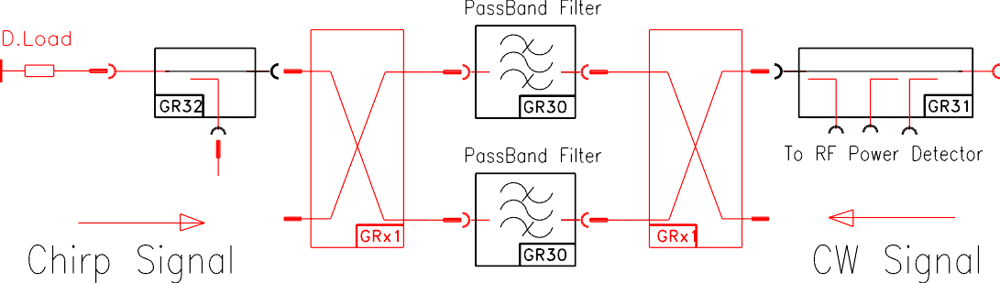 PassBand Filter
D.Load
GR32
GR30
GR31
To RF Power Detector
PassBand Filter
GRx1
GR30
GRx1
Chirp Signal
CW Signal